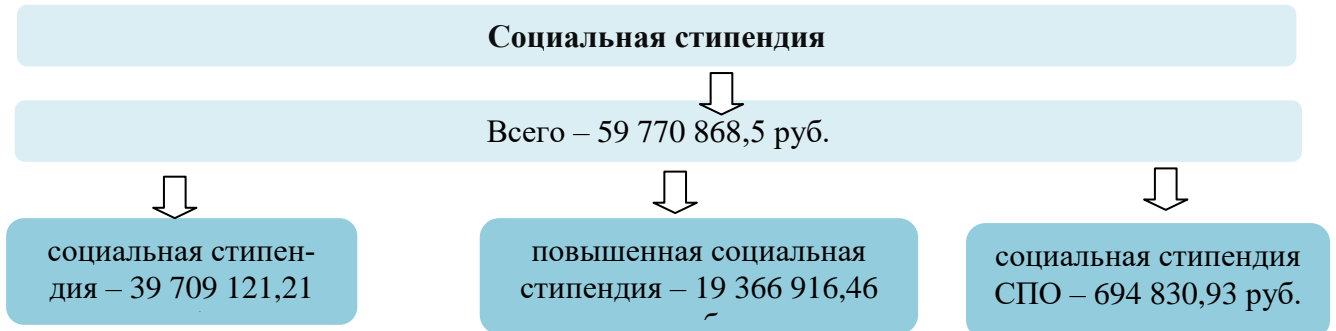 Социальная стипендия
Всего – 59 770 868,5 руб.
социальная стипен-
дия – 39 709 121,21
повышенная социальная
стипендия – 19 366 916,46
социальная стипендия
СПО – 694 830,93 руб.